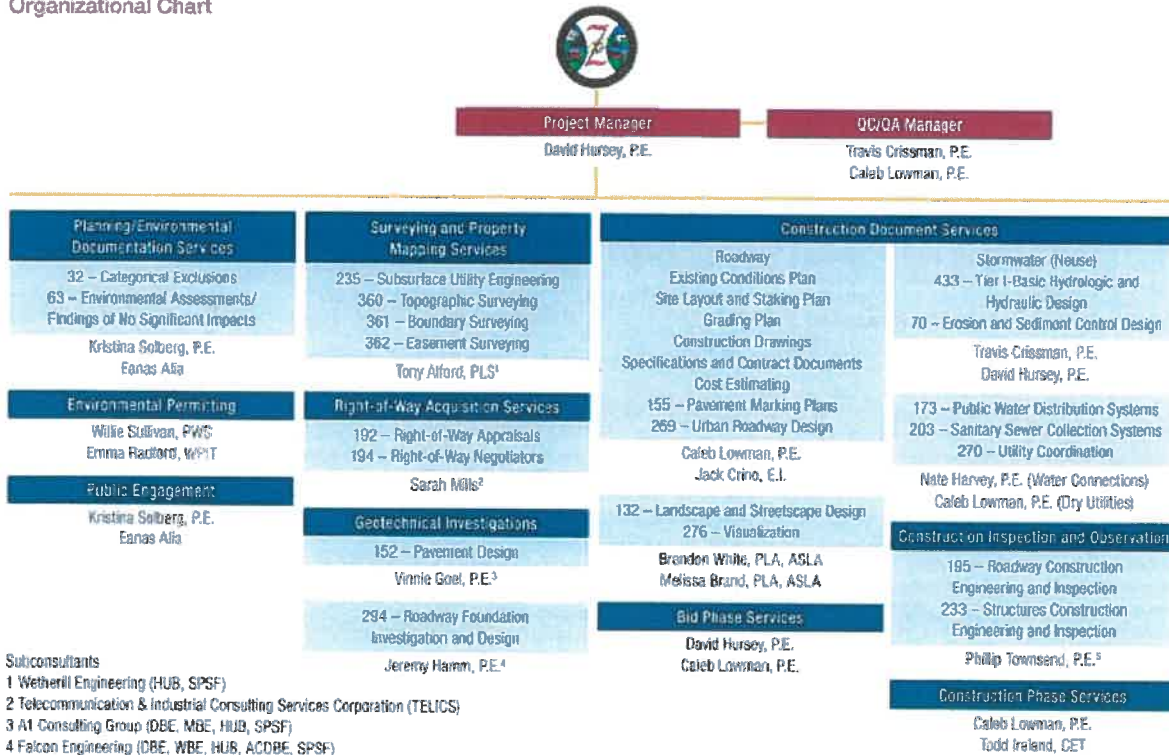 Organizational Chart
Z
Project Manager
David Hursey, P.E.
QC/QA Manager
Travis Crissman, P.E.
Caleb Lowman, P.E.
Planning/Environmental
Documentation Services
32 – Categorical Exclusions
63 – Environmental Assessments/
Findings of No Significant Impacts
Kristina Solberg, P.E.
Eanas Alia
Environmental Permitting
Willie Sullivan, PWS
Emma Radford, WPIT
Public Engagement
Kristina Solberg, P.E.
Eanas Alia
Surveying and Property
Mapping Services
235 – Subsurface Utility Engineering
360 – Topographic Surveying
361 – Boundary Surveying
362 – Easement Surveying
Tony Alford, PLS¹
Right-of-Way Acquisition Services
192 – Right-of-Way Appraisals
194 – Right-of-Way Negotiators
Sarah Mills²
Geotechnical Investigations
152 – Pavement Design
Vinnie Goel, P.E.³
294 – Roadway Foundation
Investigation and Design
Jeremy Hamm, P.E.⁴
Construction Document Services
Roadway
Existing Conditions Plan
Site Layout and Staking Plan
Grading Plan
Construction Drawings
Specifications and Contract Documents
Cost Estimating
155 – Pavement Marking Plans
269 – Urban Roadway Design
Caleb Lowman, P.E.
Jack Crino, E.I.
132 – Landscape and Streetscape Design
276 – Visualization
Brandon White, PLA, ASLA
Melissa Brand, PLA, ASLA
Bid Phase Services
David Hursey, P.E.
Caleb Lowman, P.E.
Stormwater (Neuse)
433 – Tier I-Basic Hydrologic and
Hydraulic Design
70 – Erosion and Sediment Control Design
Travis Crissman, P.E.
David Hursey, P.E.
173 – Public Water Distribution Systems
203 – Sanitary Sewer Collection Systems
270 – Utility Coordination
Nate Harvey, P.E. (Water Connections)
Caleb Lowman, P.E. (Dry Utilities)
Construction Inspection and Observation
195 – Roadway Construction
Engineering and Inspection
233 – Structures Construction
Engineering and Inspection
Phillip Townsend, P.E.⁵
Construction Phase Services
Caleb Lowman, P.E.
Todd Ireland, CET
Subconsultants
1 Wetherill Engineering (HUB, SPSF)
2 Telecommunication & Industrial Consulting Services Corporation (TELICS)
3 A1 Consulting Group (DBE, MBE, HUB, SPSF)
4 Falcon Engineering (DBE, WBE, HUB, ACDBE, SPSF)